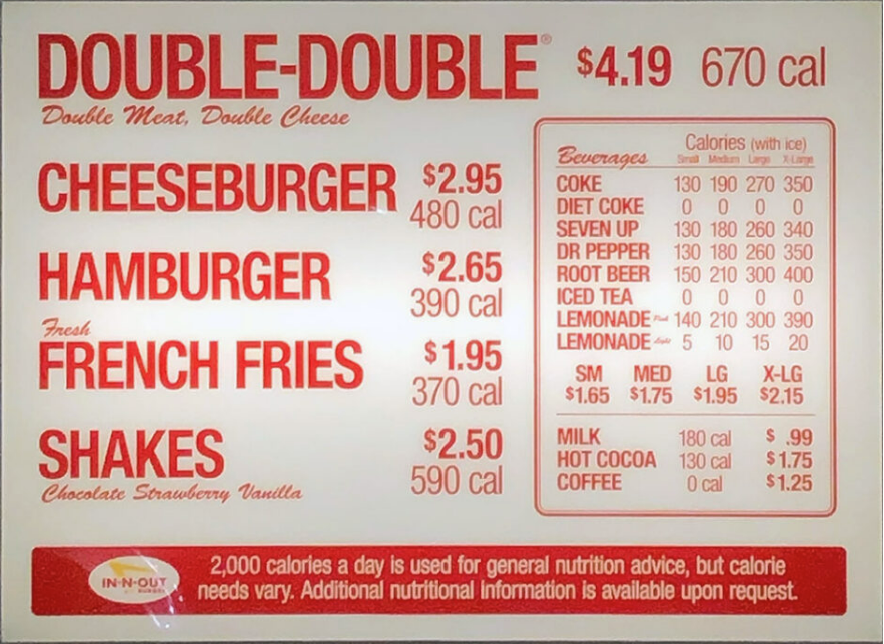 DOUBLE-DOUBLE® $4.19 670 cal
Double Meat, Double Cheese
CHEESEBURGER $2.95
480 cal
HAMBURGER $2.65
390 cal
Fresh
FRENCH FRIES $1.95
370 cal
SHAKES $2.50
590 cal
Chocolate Strawberry Vanilla
Calories (with ice)
Beverages Small Medium Large X-Large
COKE 130 190 270 350
DIET COKE 0 0 0 0
SEVEN UP 130 180 260 340
DR PEPPER 130 180 260 350
ROOT BEER 150 210 300 400
ICED TEA 0 0 0 0
LEMONADE 140 210 300 390
LEMONADE 5 10 15 20
SM MED LG X-LG
$1.65 $1.75 $1.95 $2.15
MILK 180 cal $ .99
HOT COCOA 130 cal $1.75
COFFEE 0 cal $1.25
IN-N-OUT
2,000 calories a day is used for general nutrition advice, but calorie
needs vary. Additional nutritional Information is available upon request.